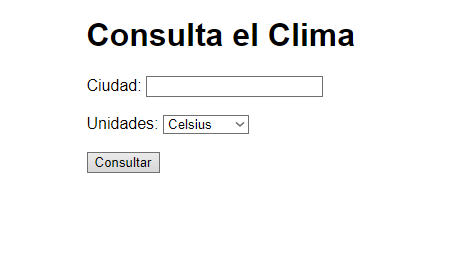 Consulta el Clima
Ciudad:
Unidades: Celsius
Consultar